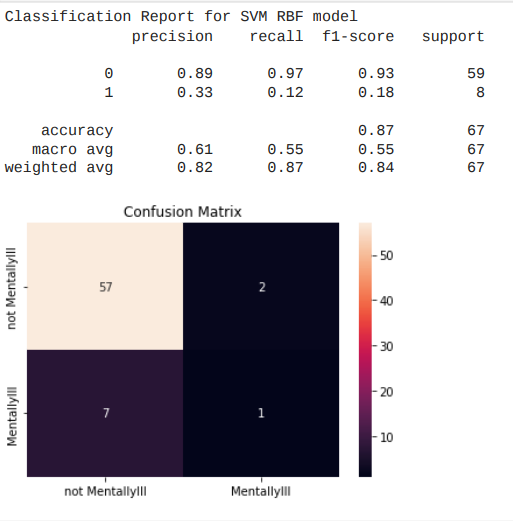 Classification Report for SVM RBF model
precision recall f1-score support
0 0.89 0.97 0.93 59
1 0.33 0.12 0.18 8
accuracy 0.87 67
macro avg 0.61 0.55 0.55 67
weighted avg 0.82 0.87 0.84 67
Confusion Matrix
not MentallyIll
57 2
50
40
30
MentallyIll
7 1
20
10
not MentallyIll MentallyIll